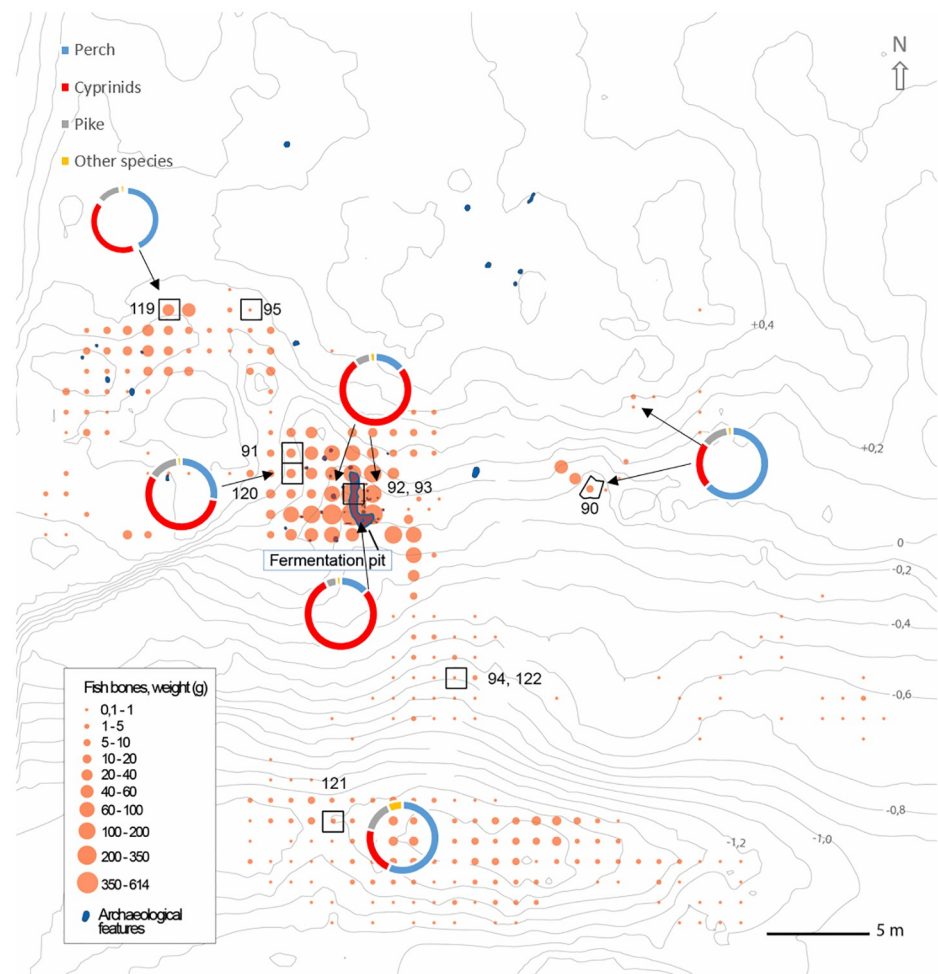 Perch
Cyprinids
Pike
Other species
N
119
95
+0,4
91
120
92, 93
+0,2
90
Fermentation pit
0
-0,2
-0,4
94, 122
-0,6
Fish bones, weight (g)
0,1 - 1
1 - 5
5 - 10
10 - 20
20 - 40
40 - 60
60 - 100
100 - 200
200 - 350
350 - 614
Archaeological
features
121
-0,8
-1,0
-1,2
5 m